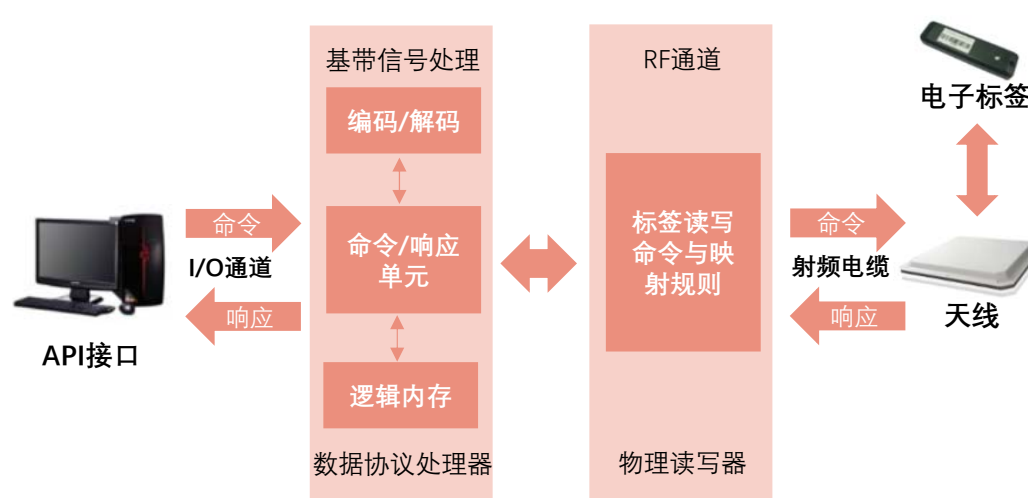 基带信号处理
编码/解码
命令/响应
单元
逻辑内存
数据协议处理器
RF通道
标签读写
命令与映
射规则
物理读写器
命令
I/O通道
响应
API接口
命令
射频电缆
响应
电子标签
天线